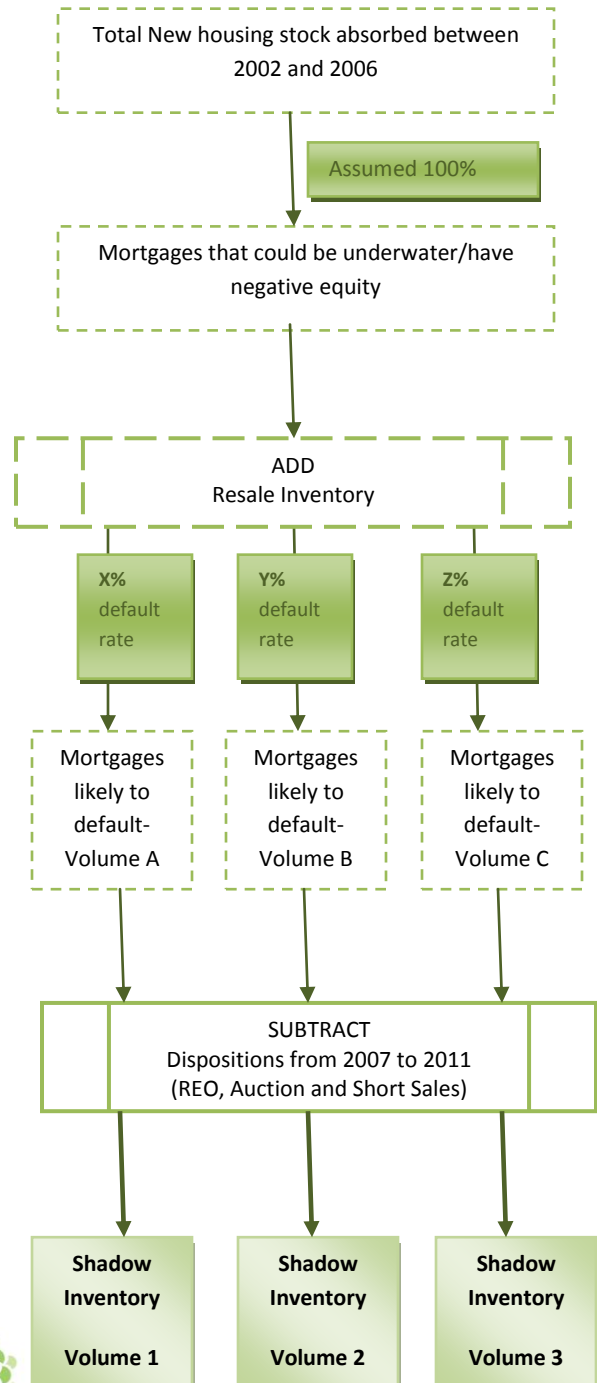 Total New housing stock absorbed between
2002 and 2006
Assumed 100%
Mortgages that could be underwater/have
negative equity
ADD
Resale Inventory
X%
default
rate
Y%
default
rate
Z%
default
rate
Mortgages
likely to
default-
Volume A
Mortgages
likely to
default-
Volume B
Mortgages
likely to
default-
Volume C
SUBTRACT
Dispositions from 2007 to 2011
(REO, Auction and Short Sales)
Shadow
Inventory
Volume 1
Shadow
Inventory
Volume 2
Shadow
Inventory
Volume 3